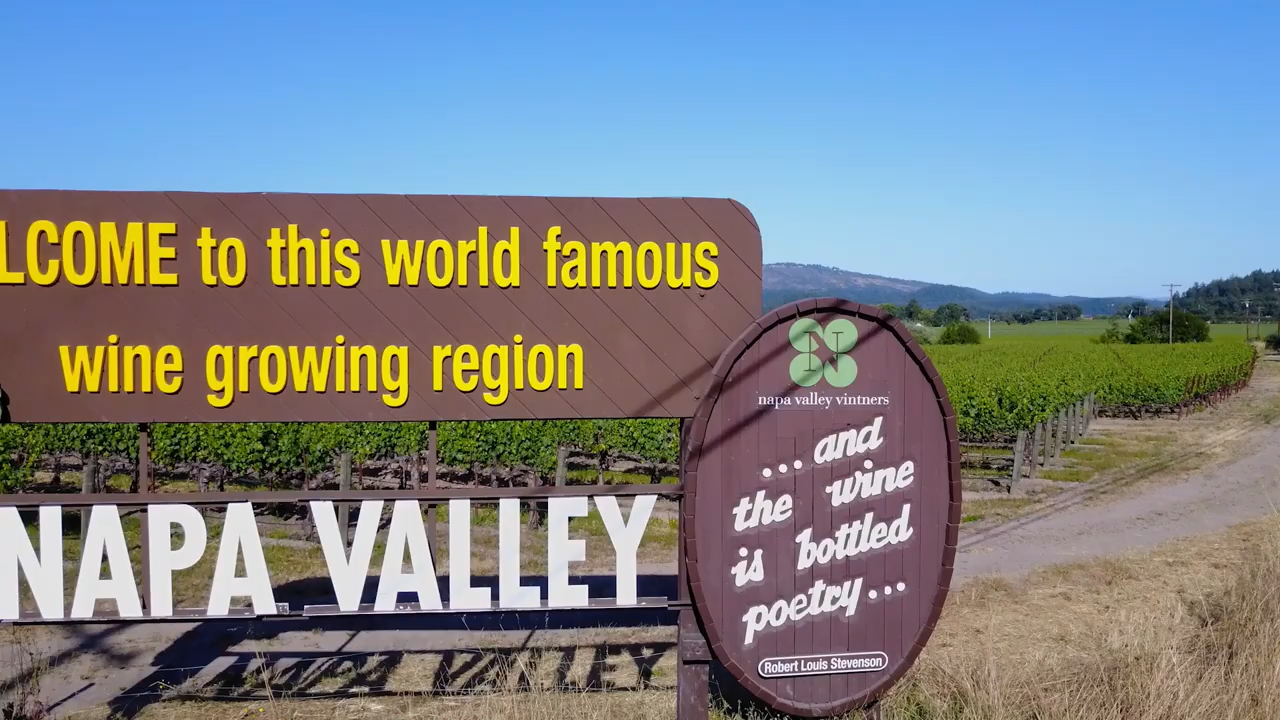 LCOME to this world famous
wine growing region
NAPA VALLEY
N
napa valley vintners
...and
the wine
is bottled
poetry...
Robert Louis Stevenson